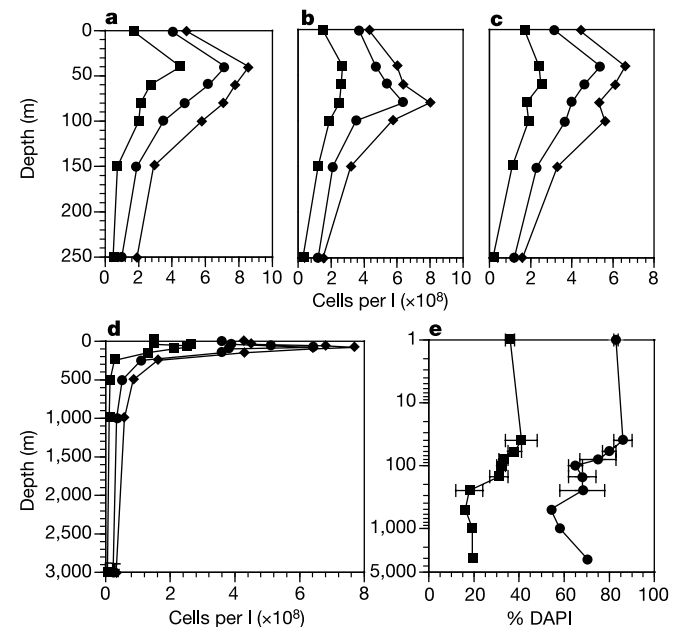 a
b
c
0
50
100
150
200
250
Depth (m)
0 2 4 6 8 10
0 2 4 6 8 10
0 2 4 6 8
Cells per l (×10⁸)
d
0
500
1,000
1,500
2,000
2,500
3,000
Depth (m)
0 2 4 6 8
Cells per l (×10⁸)
e
1
10
100
1,000
5,000
0 20 40 60 80 100
% DAPI